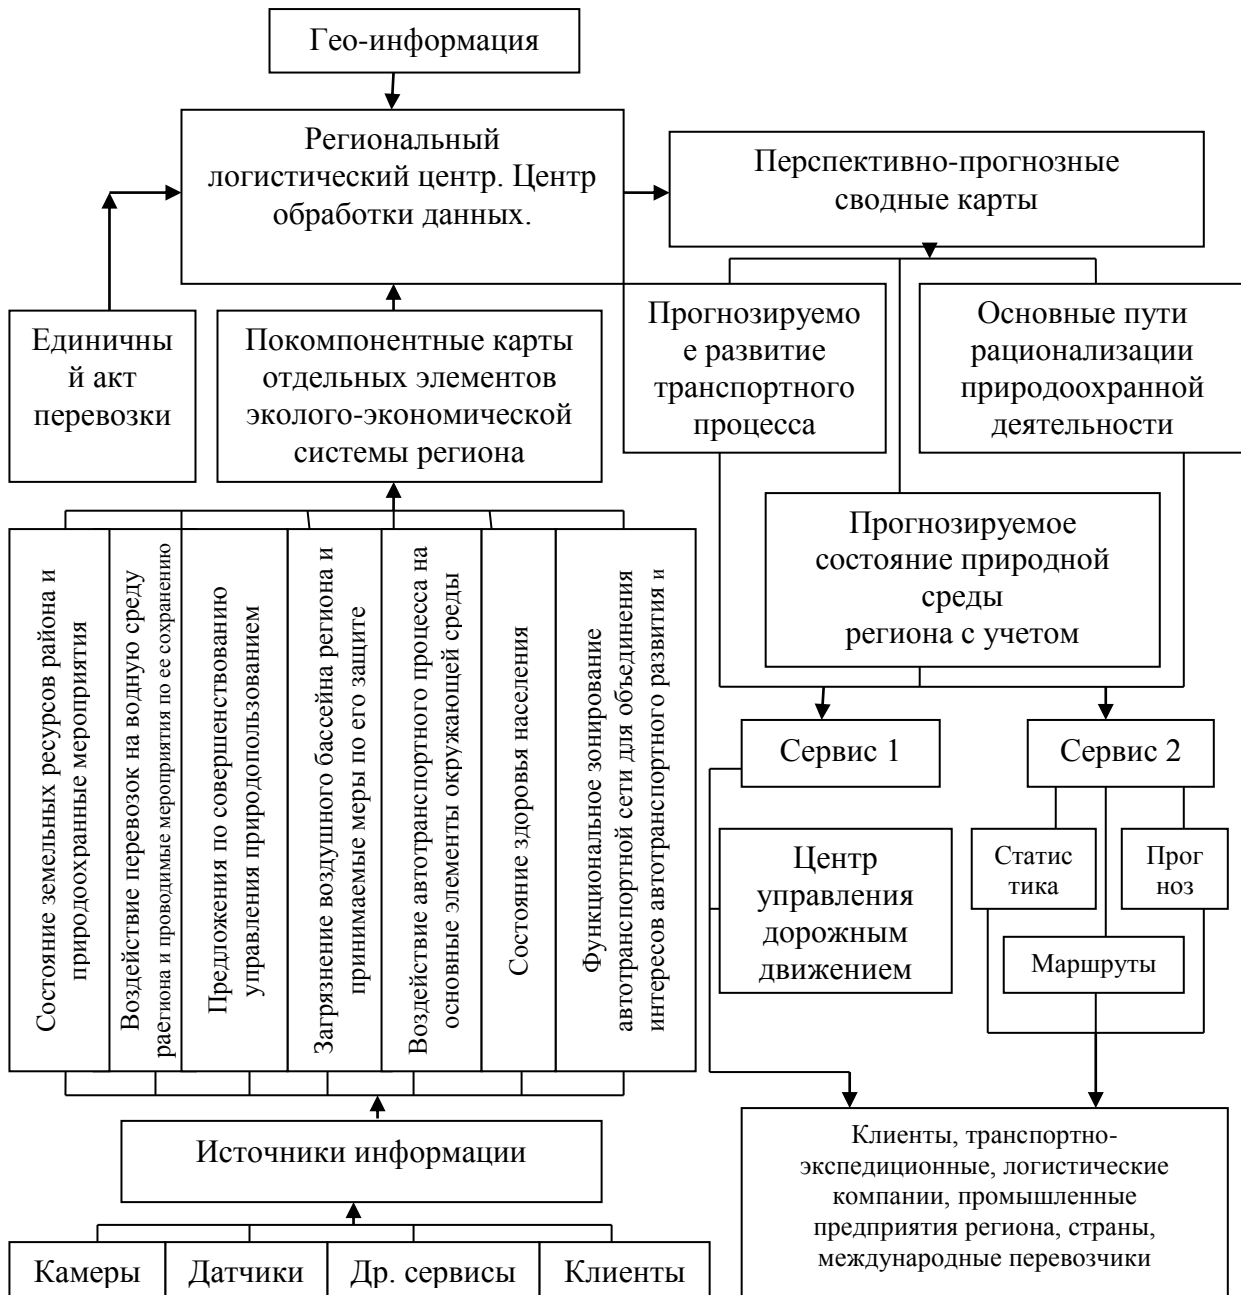 Гео-информация
Региональный
логистический центр. Центр
обработки данных.
Перспективно-прогнозные
сводные карты
Единичны
й акт
перевозки
Покомпонентные карты
отдельных элементов
эколого-экономической
системы региона
Прогнозируемо
е развитие
транспортного
процесса
Основные пути
рационализации
природоохранной
деятельности
Прогнозируемое
состояние природной
среды
региона с учетом
Состояние земельных ресурсов района и
природоохранные мероприятия
Воздействие перевозок на водную среду
раегиона и проводимые мероприятия по ее сохранению
Предложения по совершенствованию
управления природопользованием
Загрязнение воздушного бассейна региона и
принимаемые меры по его защите
Воздействие автотранспортного процесса на
основные элементы окружающей среды
Состояние здоровья населения
Функциональное зонирование
автотранспортной сети для объединения
интересов автотранспортного развития и
Сервис 1
Сервис 2
Центр
управления
дорожным
движением
Статис
тика
Прог
ноз
Маршруты
Источники информации
Клиенты, транспортно-
экспедиционные, логистические
компании, промышленные
предприятия региона, страны,
международные перевозчики
Камеры
Датчики
Др. сервисы
Клиенты